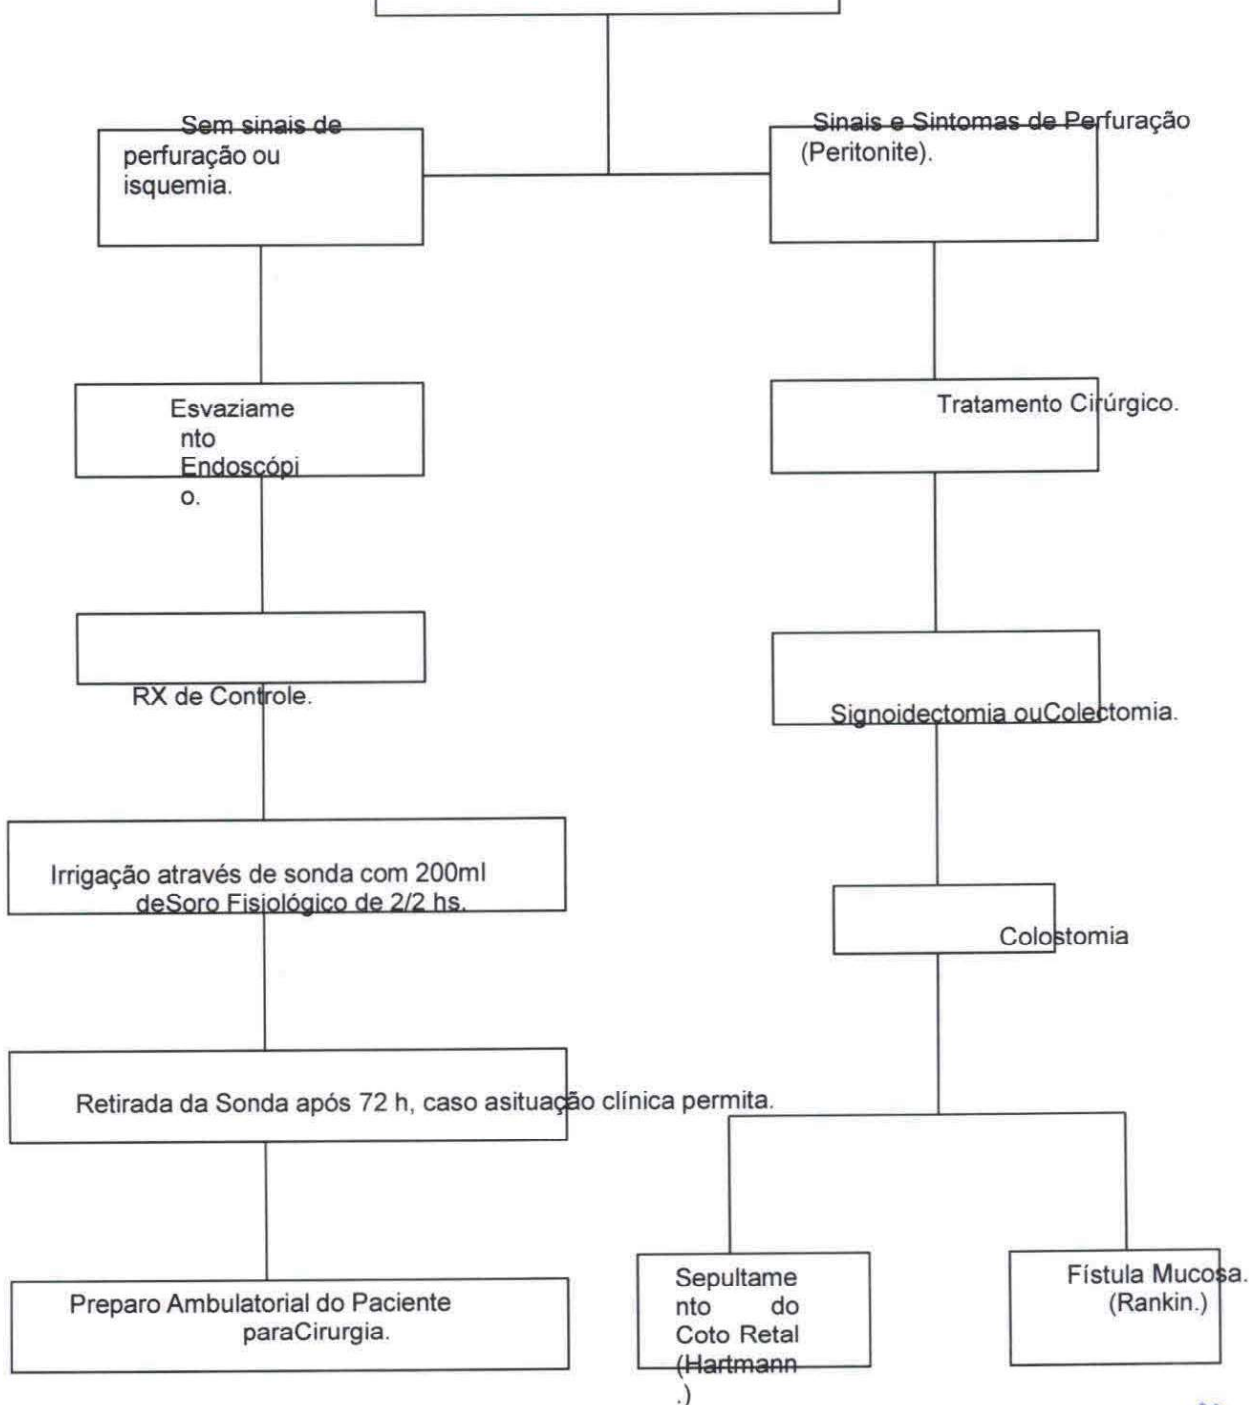 Sem sinais de
perfuração ou
isquemia.
Sinais e Sintomas de Perfuração
(Peritonite).
Esvaziame
nto
Endoscópi
o.
Tratamento Cirúrgico.
RX de Controle.
Signoidectomia ouColectomia.
Irrigação através de sonda com 200ml
deSoro Fisiológico de 2/2 hs.
Colostomia
Retirada da Sonda após 72 h, caso asituação clínica permita.
Preparo Ambulatorial do Paciente
paraCirurgia.
Sepultame
nto do
Coto Retal
(Hartmann
.)
Fístula Mucosa.
(Rankin.)